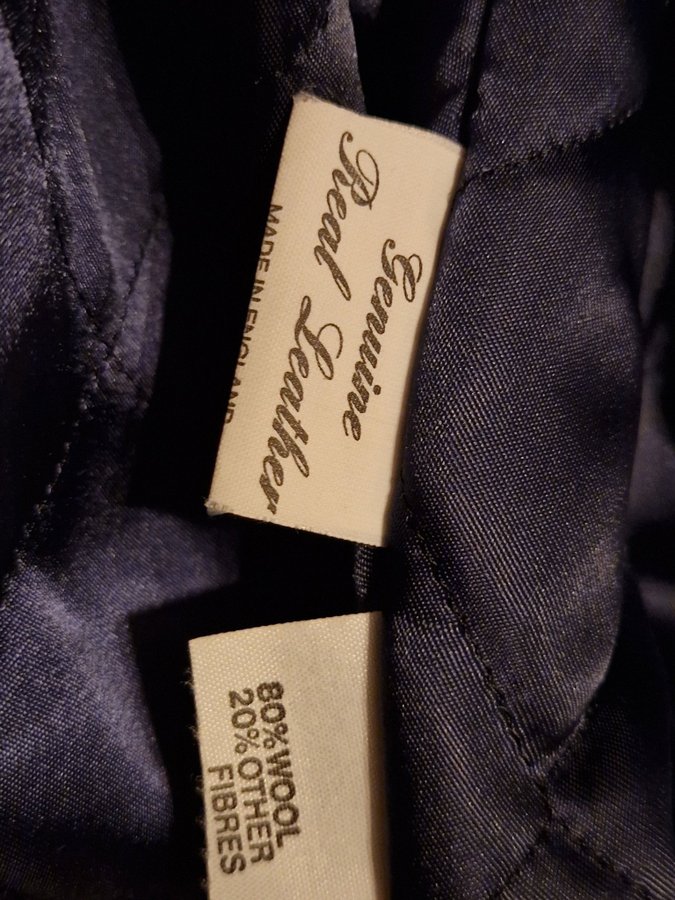 Genuine
Real Leather
MADE IN ENGLAND
80% WOOL
20% OTHER
FIBRES